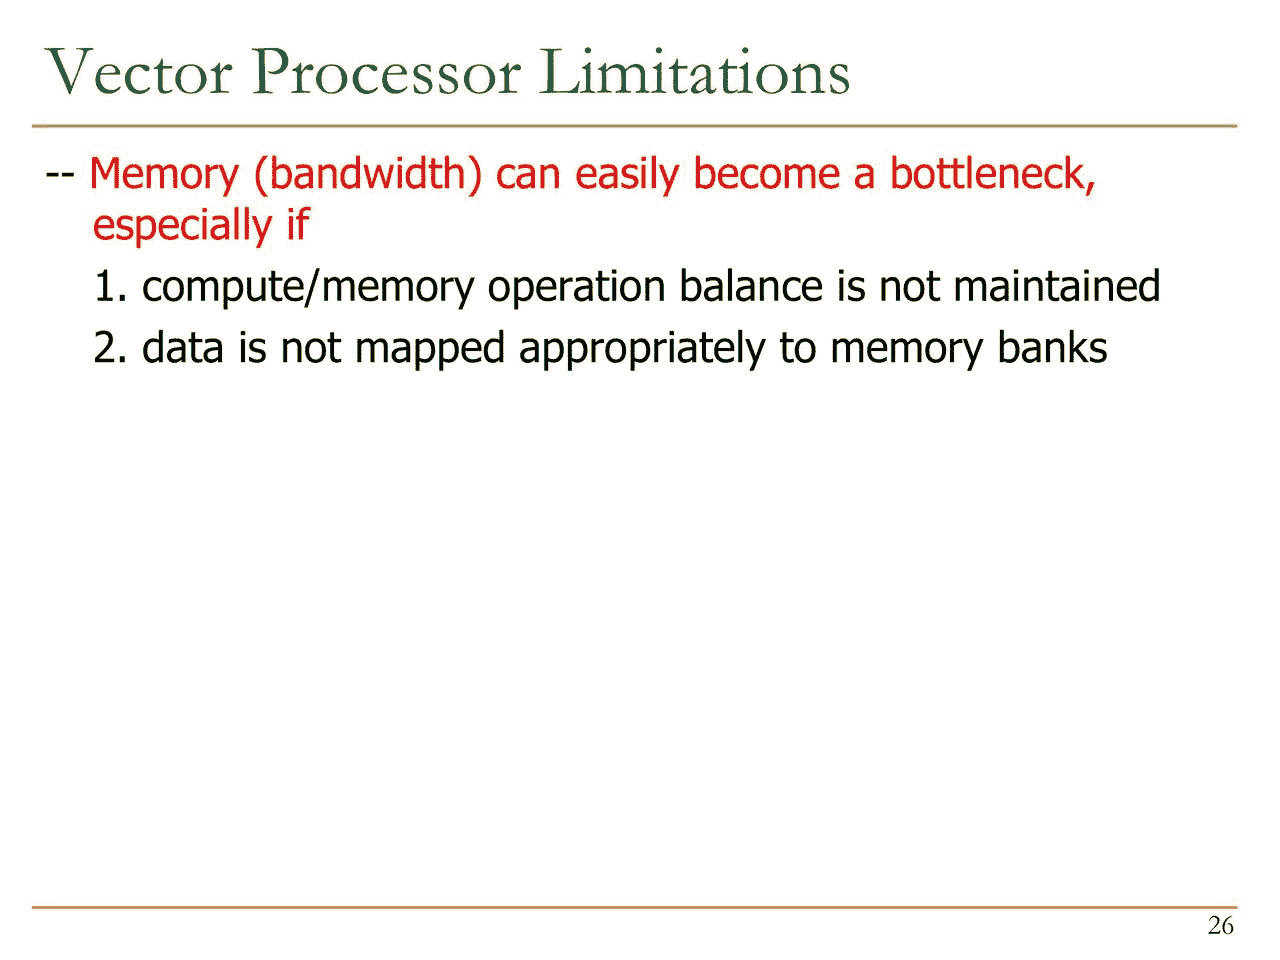 Vector Processor Limitations
-- Memory (bandwidth) can easily become a bottleneck,
especially if
1. compute/memory operation balance is not maintained
2. data is not mapped appropriately to memory banks
26